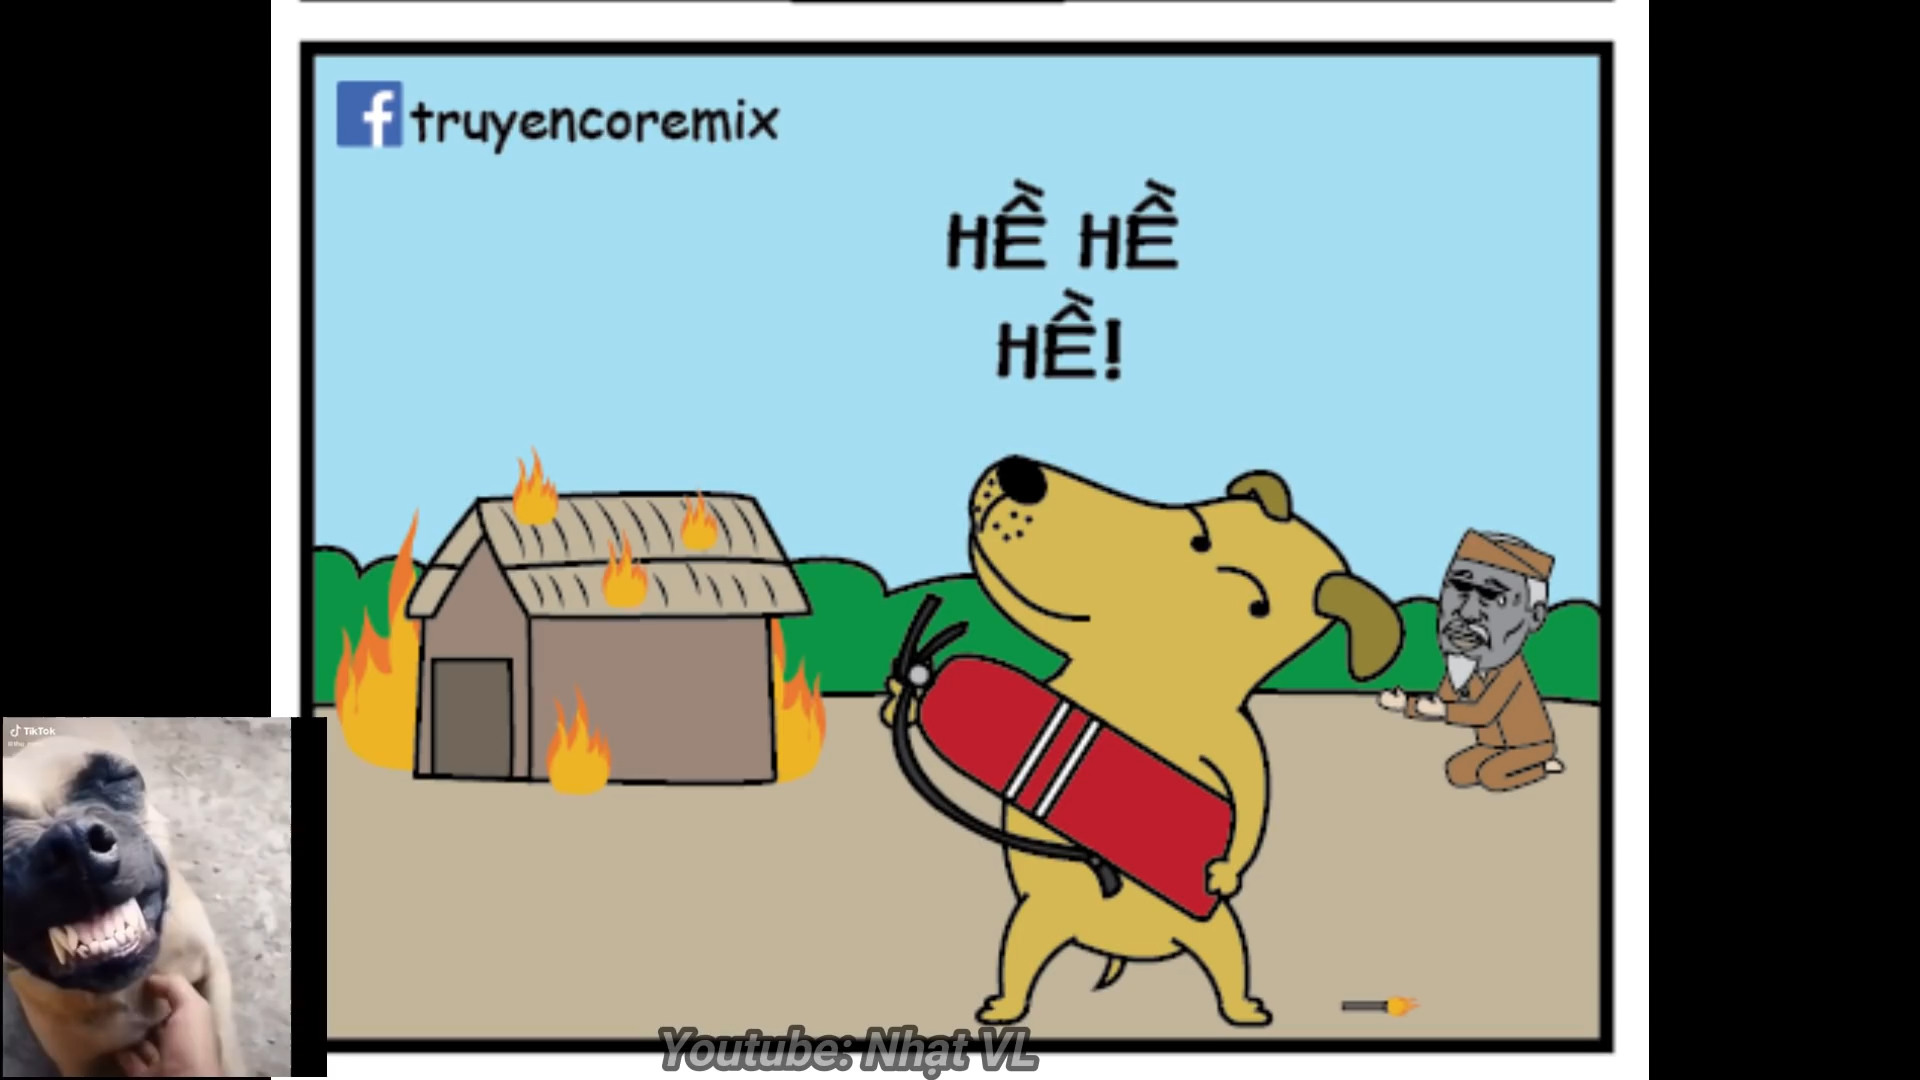 truyencoremix
HỀ HỀ
HỀ!
TikTok
Youtube: Nhạt VL